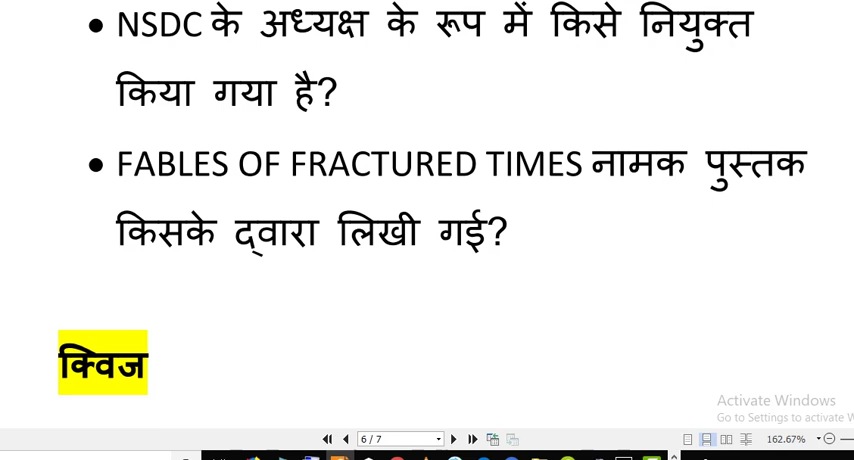 • NSDC के अध्यक्ष के रूप में किसे नियुक्त
किया गया है?
• FABLES OF FRACTURED TIMES नामक पुस्तक
किसके द्वारा लिखी गई?
क्विज
Activate Windows
Go to Settings to activate W
6 / 7
162.67%